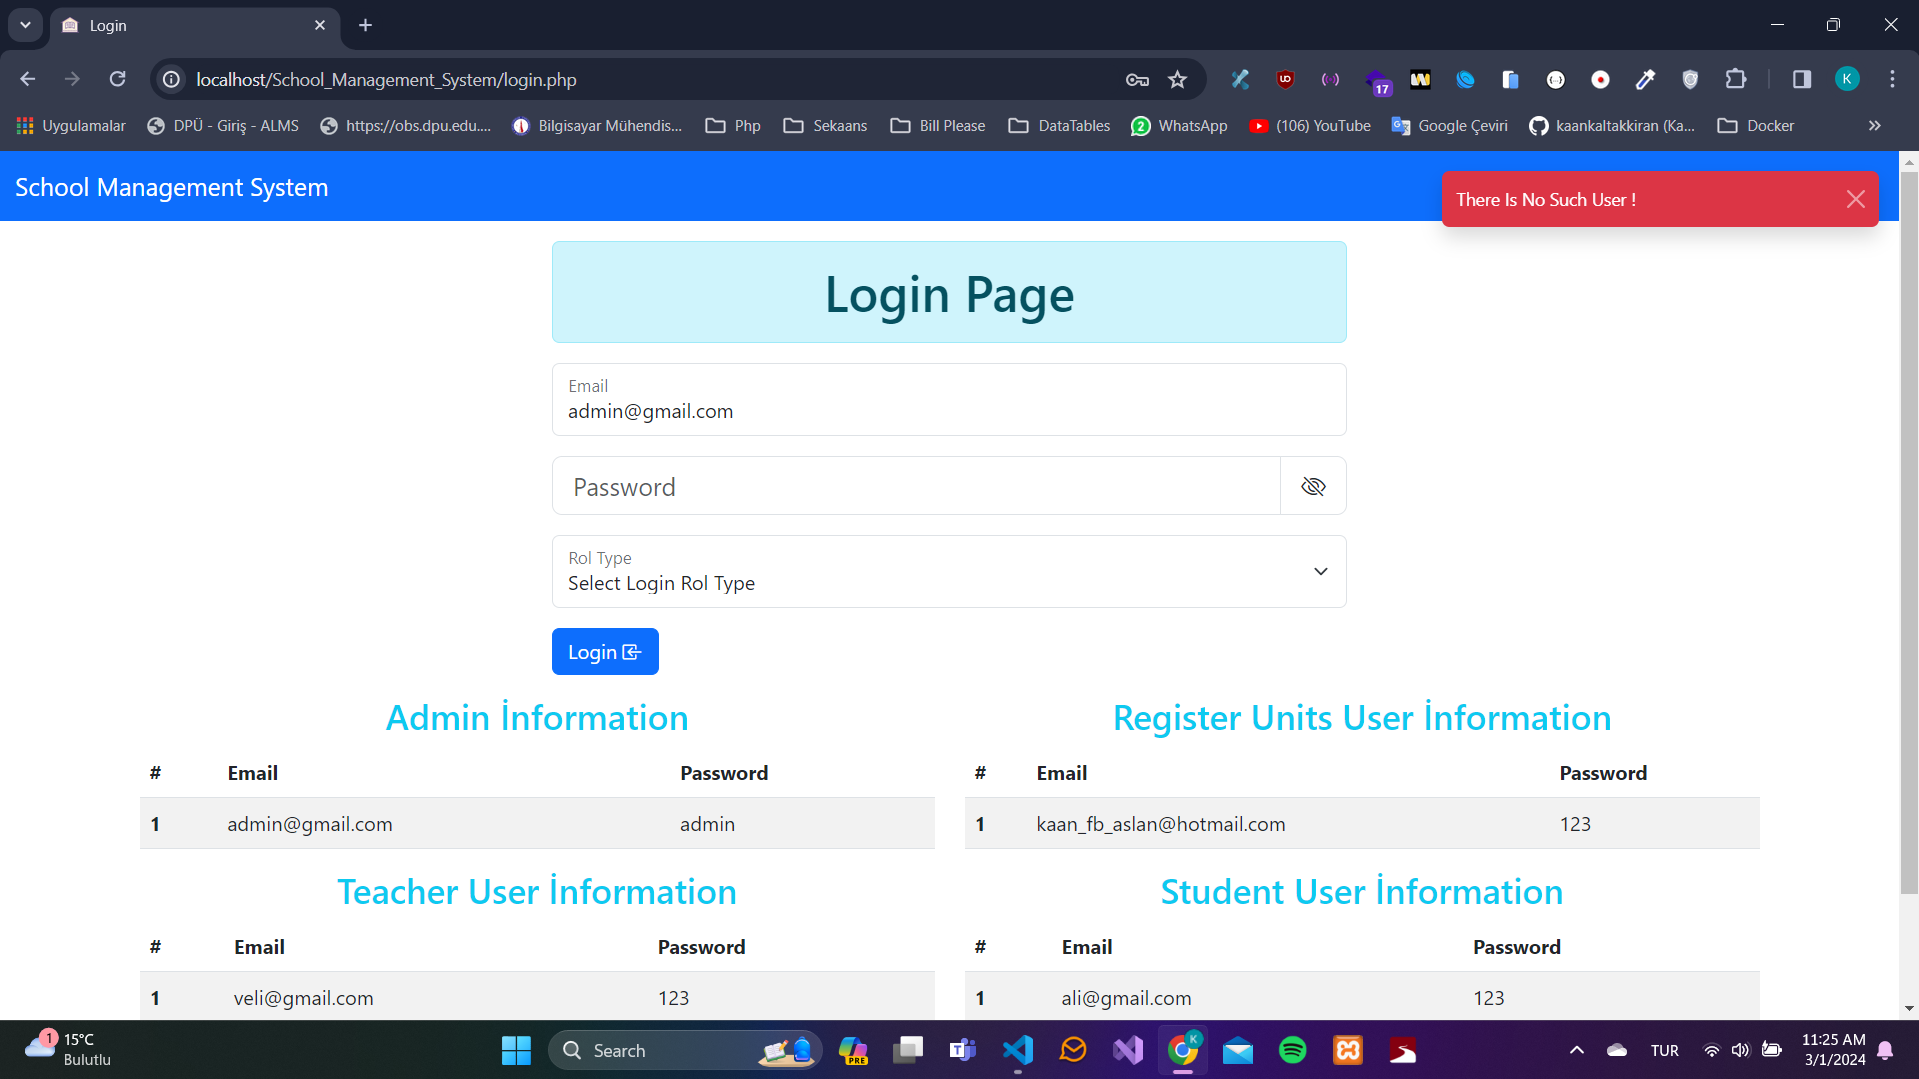 Login
localhost/School_Management_System/login.php
17
K
Uygulamalar
DPÜ - Giriş - ALMS
https://obs.dpu.edu....
Bilgisayar Mühendis...
Php
Sekaans
Bill Please
DataTables
2
WhatsApp
(106) YouTube
Google Çeviri
kaankaltakkiran (Ka...
Docker
School Management System
There Is No Such User !
Login Page
Email
admin@gmail.com
Password
Rol Type
Select Login Rol Type
Login
Admin İnformation
# Email Password
1 admin@gmail.com admin
Register Units User İnformation
# Email Password
1 kaan_fb_aslan@hotmail.com 123
Teacher User İnformation
# Email Password
1 veli@gmail.com 123
Student User İnformation
# Email Password
1 ali@gmail.com 123
1
15°C
Bulutlu
Search
PRE
K
TUR
11:25 AM
3/1/2024